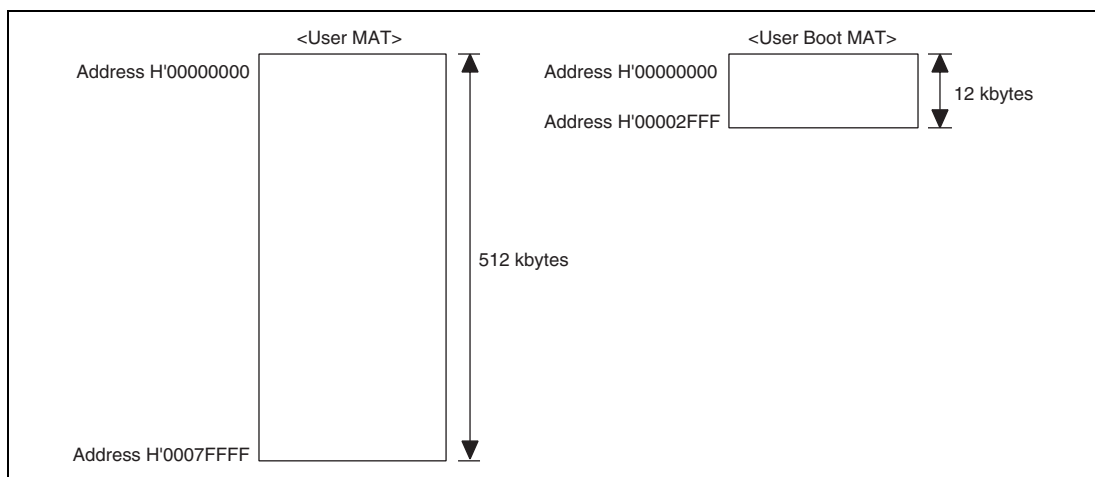 <User MAT>
Address H'00000000
512 kbytes
Address H'0007FFFF
<User Boot MAT>
Address H'00000000
12 kbytes
Address H'00002FFF